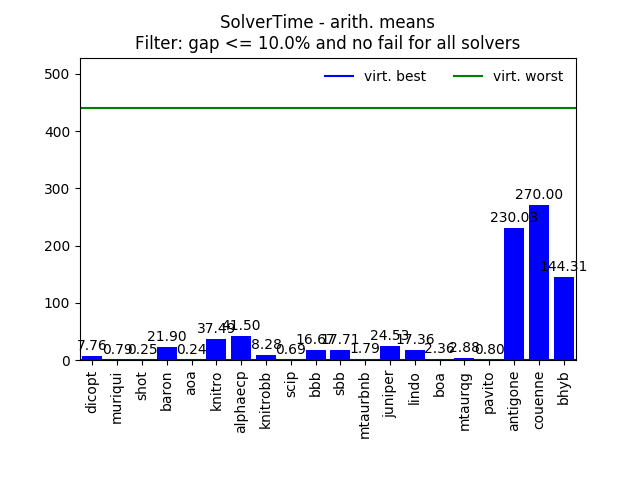 SolverTime - arith. means
Filter: gap <= 10.0% and no fail for all solvers
virt. best
virt. worst
500
400
300
200
100
0
7.76
0.79
0.25
21.90
0.24
37.49
41.50
8.28
0.69
16.67
17.71
1.79
24.53
17.36
2.36
2.88
0.80
230.03
270.00
144.31
dicopt
muriqui
shot
baron
aoa
knitro
alphaecp
knitrobb
scip
bbb
sbb
mtaurbnb
juniper
lindo
boa
mtaurqg
pavito
antigone
couenne
bhyb